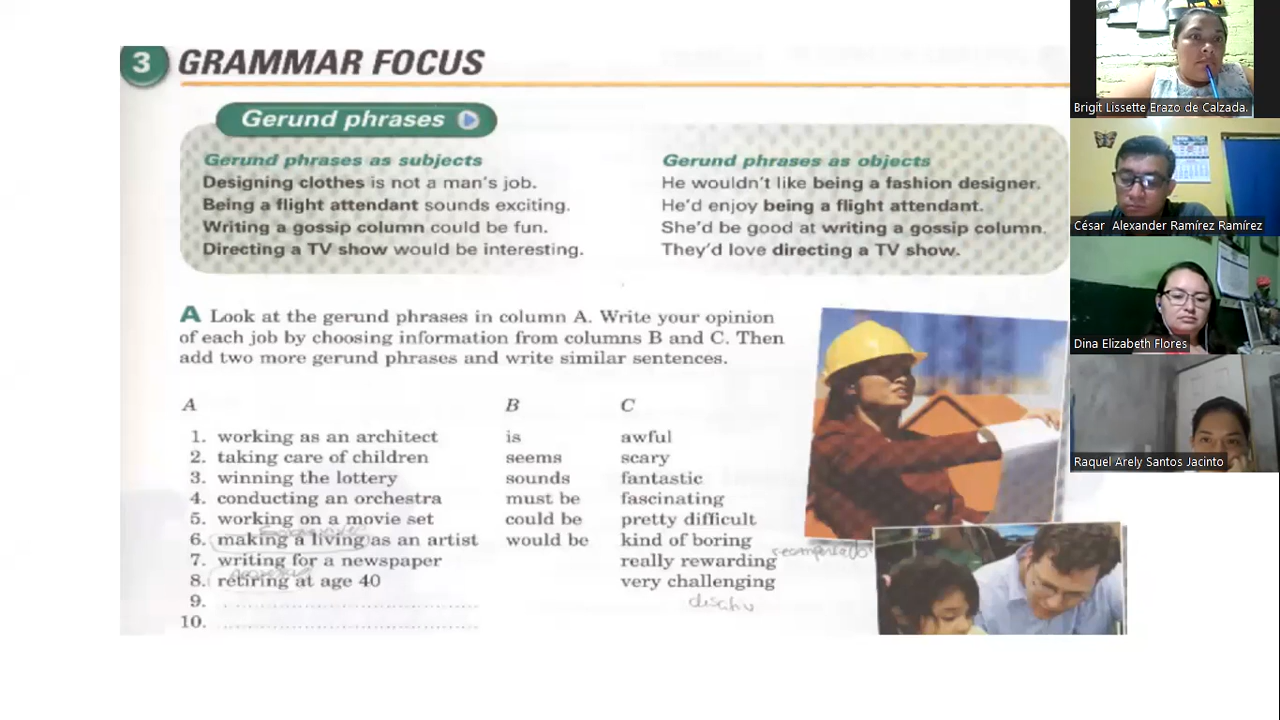 3 GRAMMAR FOCUS
Gerund phrases
Gerund phrases as subjects
Designing clothes is not a man's job.
Being a flight attendant sounds exciting.
Writing a gossip column could be fun.
Directing a TV show would be interesting.
Gerund phrases as objects
He wouldn't like being a fashion designer.
He'd enjoy being a flight attendant.
She'd be good at writing a gossip column.
They'd love directing a TV show.
A Look at the gerund phrases in column A. Write your opinion
of each job by choosing information from columns B and C. Then
add two more gerund phrases and write similar sentences.
A B C
1. working as an architect is awful
2. taking care of children seems scary
3. winning the lottery sounds fantastic
4. conducting an orchestra must be fascinating
5. working on a movie set could be pretty difficult
6. making a living as an artist would be kind of boring
7. writing for a newspaper really rewarding
8. retiring at age 40 very challenging
9.
10.
Brigit Lissette Erazo de Calzada.
César Alexander Ramírez Ramírez
Dina Elizabeth Flores
Raquel Arely Santos Jacinto